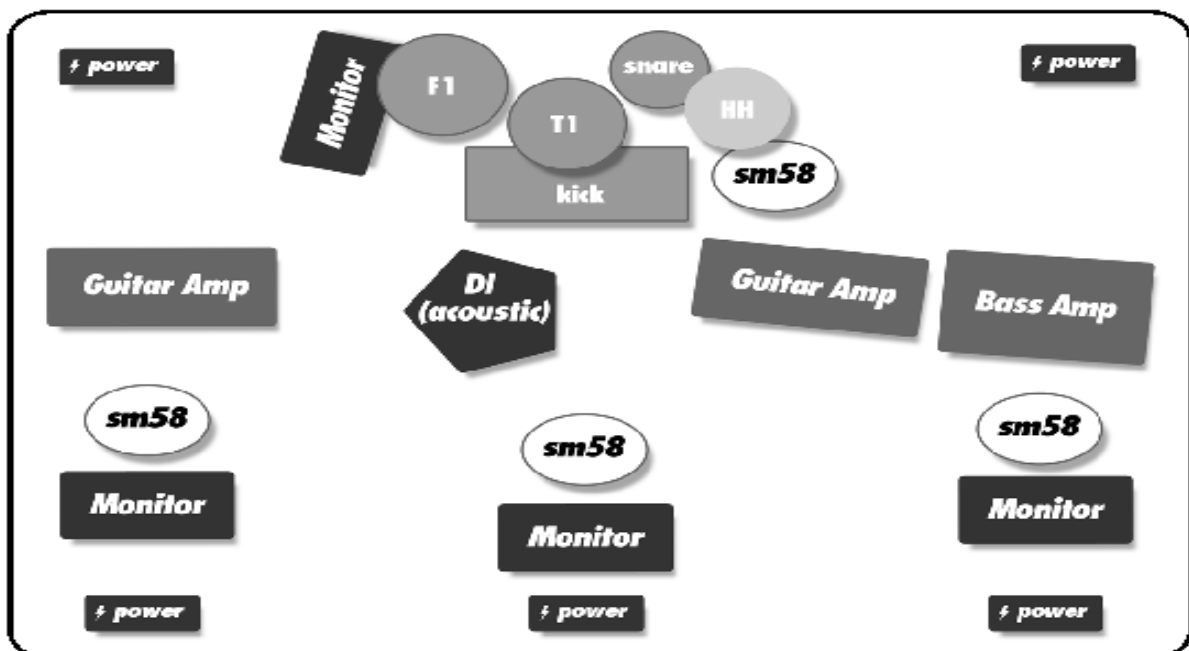 power
power
Monitor
F1
T1
snare
HH
sm58
kick
Guitar Amp
DI
(acoustic)
Guitar Amp
Bass Amp
sm58
sm58
sm58
Monitor
Monitor
Monitor
power
power
power